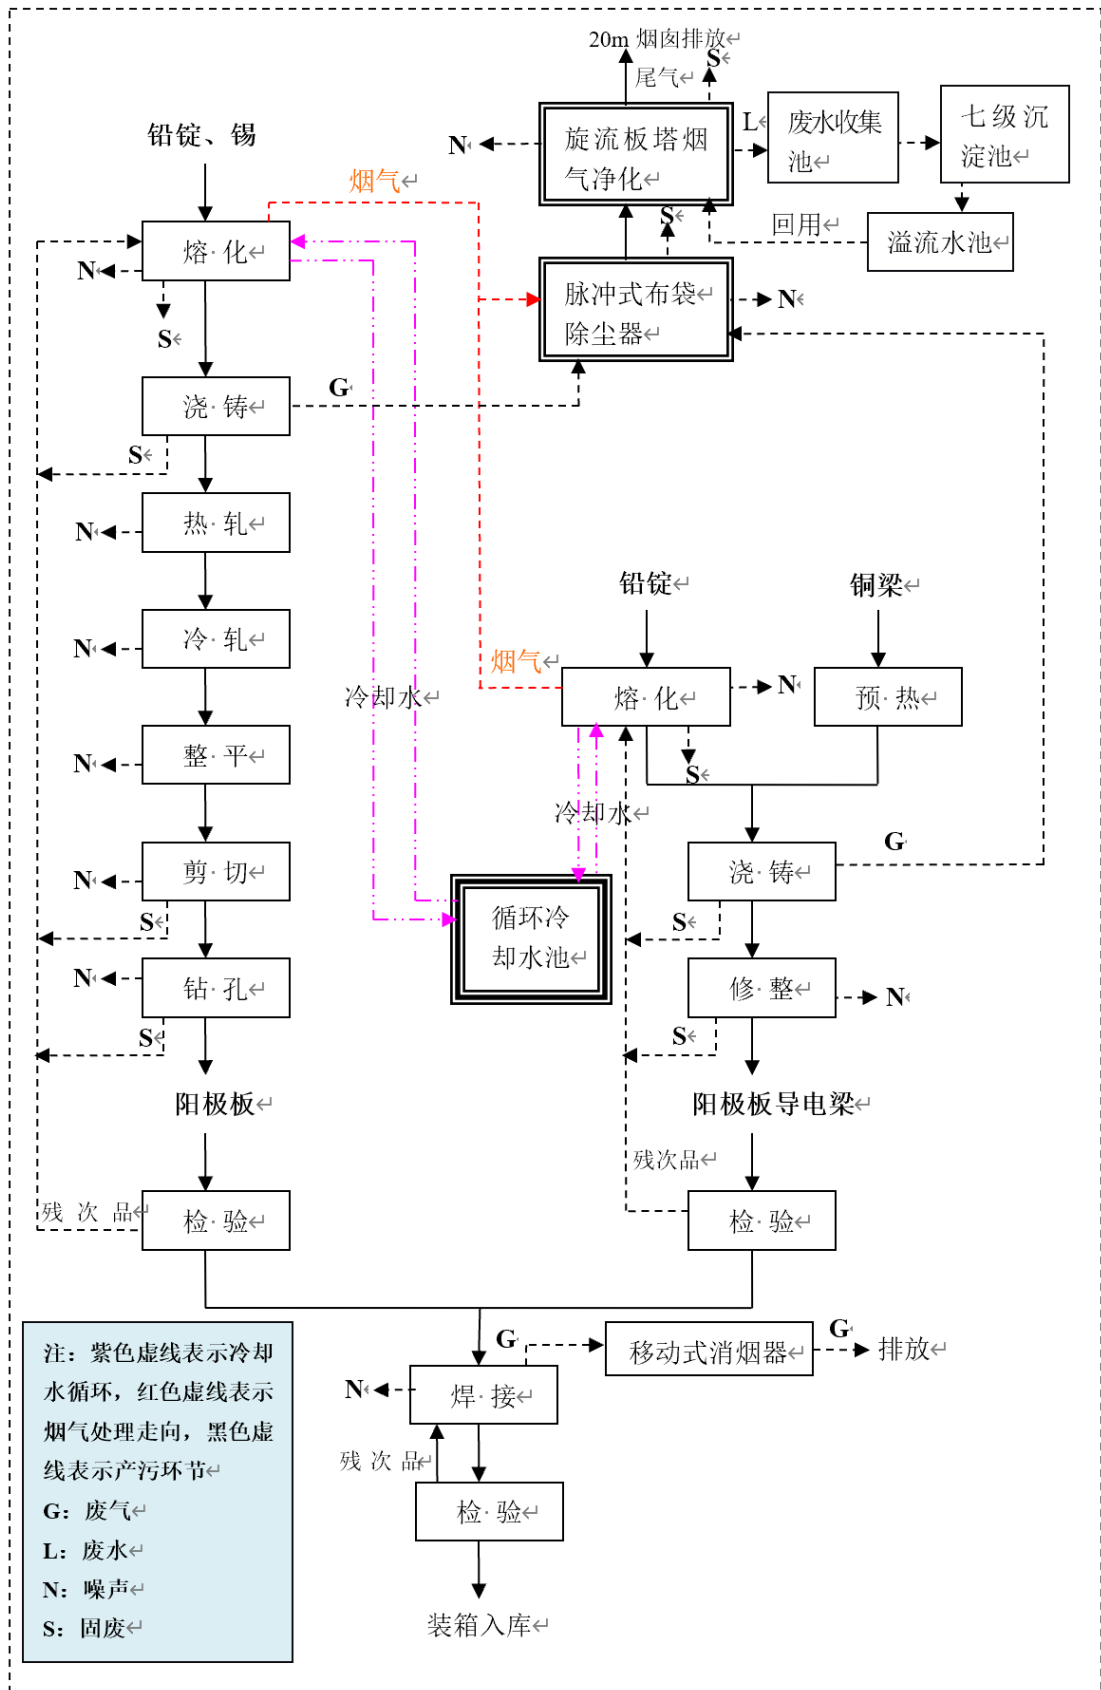 20m 烟囱排放
尾气
S
铅锭、锡
N
旋流板塔烟
气净化
L
废水收集
池
七级沉
淀池
烟气
S
回用
溢流水池
熔化
N
S
脉冲式布袋
除尘器
N
浇铸
G
S
热轧
N
铅锭
铜梁
冷轧
N
烟气
熔化
N
预热
冷却水
S
整平
N
冷却水
剪切
N
浇铸
G
S
循环冷
却水池
S
钻孔
N
修整
N
S
S
阳极板
阳极板导电梁
残次品
残次品
检验
检验
G
移动式消烟器
G
排放
N
焊接
残次品
检验
装箱入库
注：紫色虚线表示冷却
水循环，红色虚线表示
烟气处理走向，黑色虚
线表示产污环节
G：废气
L：废水
N：噪声
S：固废